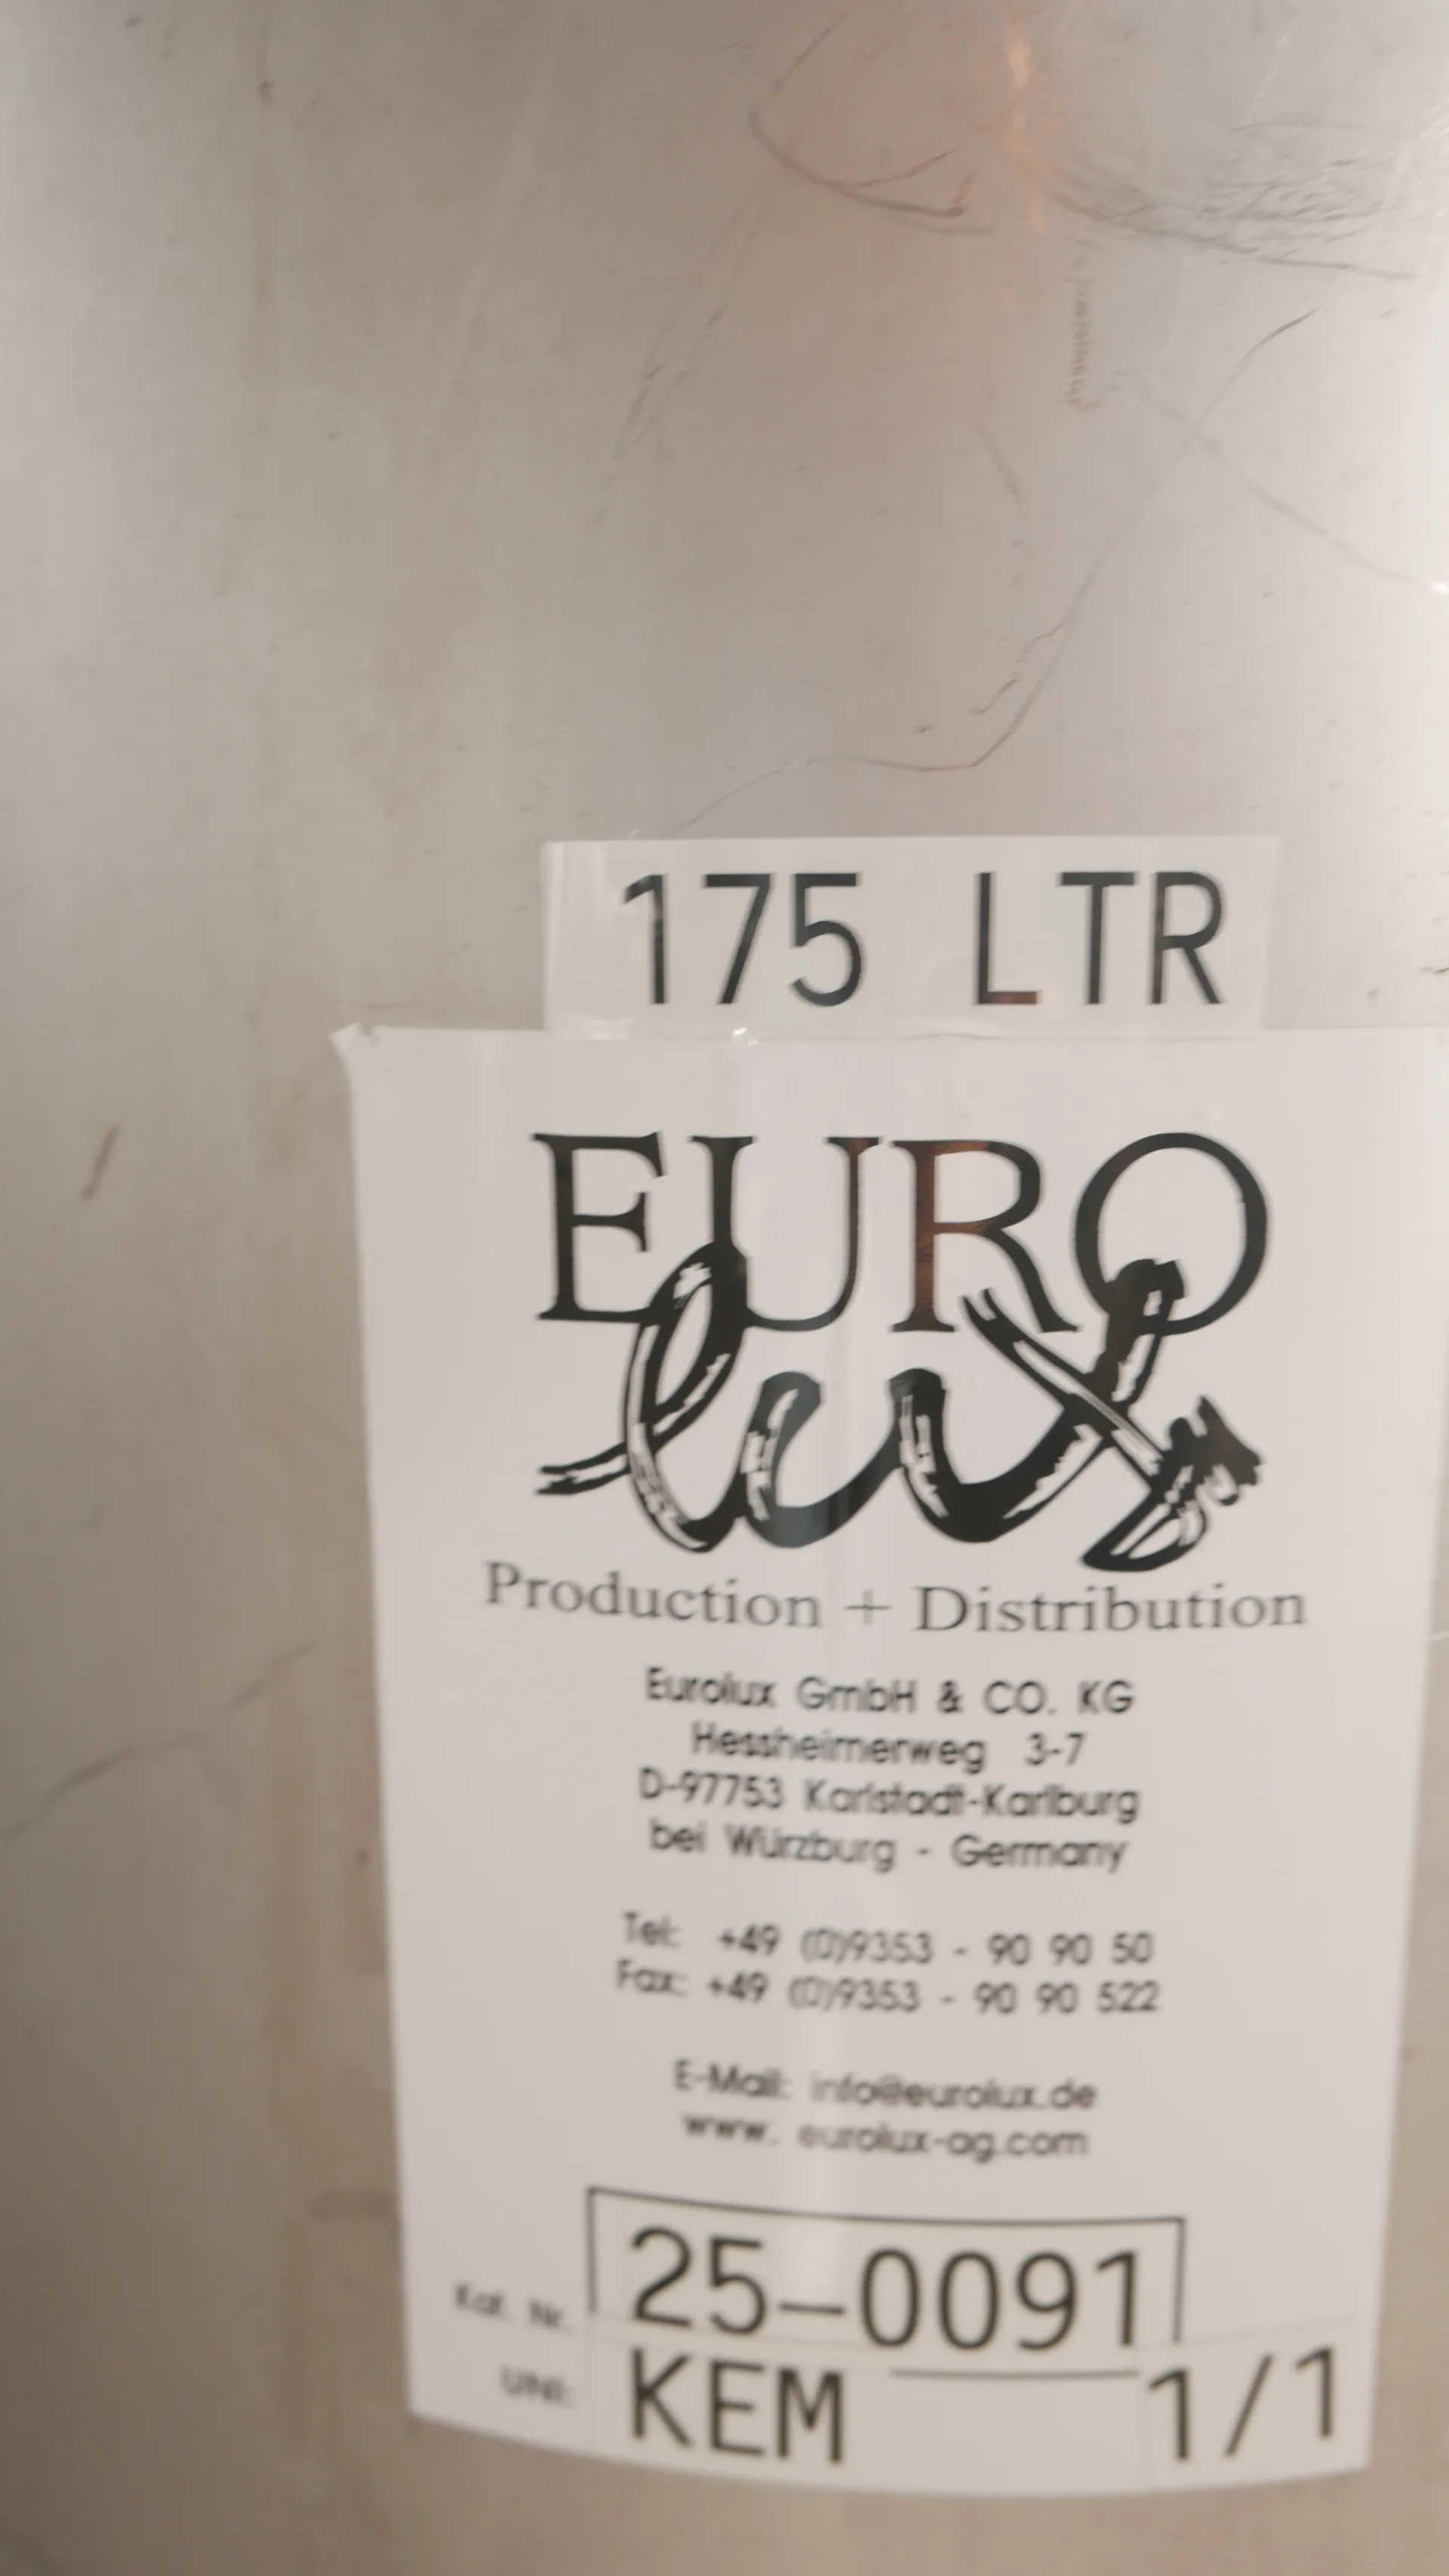 175 LTR
EURO
lux
Production + Distribution
Eurolux GmbH & CO. KG
Hessheimerweg 3-7
D-97753 Karlstadt-Karlburg
bei Würzburg - Germany
Tel: +49 (0)9353 - 90 90 50
Fax: +49 (0)9353 - 90 90 522
E-Mail: info@eurolux.de
www. eurolux-ag.com
Kat. Nr. 25-0091
KEM 1/1